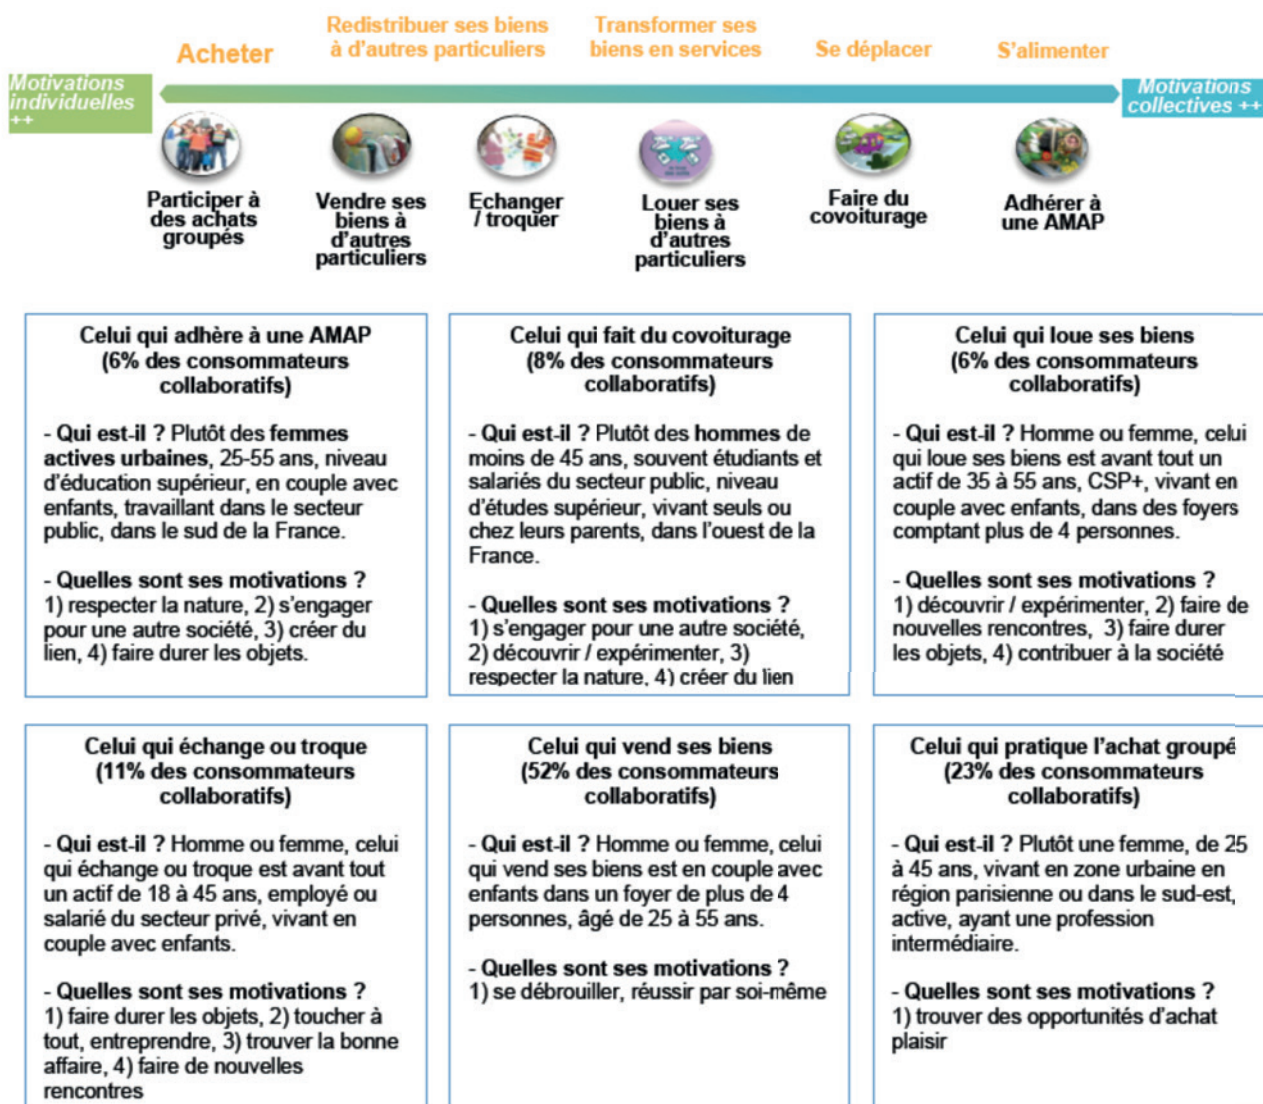 Acheter
Redistribuer ses biens
à d'autres particuliers
Transformer ses
biens en services
Se déplacer
S'alimenter
Motivations
individuelles
++
Motivations
collectives ++
Participer à
des achats
groupés
Vendre ses
biens à
d'autres
particuliers
Echanger
/ troquer
Louer ses
biens à
d'autres
particuliers
Faire du
covoiturage
Adhérer à
une AMAP
Celui qui adhère à une AMAP
(6% des consommateurs
collaboratifs)
- Qui est-il ? Plutôt des femmes
actives urbaines, 25-55 ans, niveau
d'éducation supérieur, en couple avec
enfants, travaillant dans le secteur
public, dans le sud de la France.
- Quelles sont ses motivations ?
1) respecter la nature, 2) s'engager
pour une autre société, 3) créer du
lien, 4) faire durer les objets.
Celui qui fait du covoiturage
(8% des consommateurs
collaboratifs)
- Qui est-il ? Plutôt des hommes de
moins de 45 ans, souvent étudiants et
salariés du secteur public, niveau
d'études supérieur, vivant seuls ou
chez leurs parents, dans l'ouest de la
France.
- Quelles sont ses motivations ?
1) s'engager pour une autre société,
2) découvrir / expérimenter, 3)
respecter la nature, 4) créer du lien
Celui qui loue ses biens
(6% des consommateurs
collaboratifs)
- Qui est-il ? Homme ou femme, celui
qui loue ses biens est avant tout un
actif de 35 à 55 ans, CSP+, vivant en
couple avec enfants, dans des foyers
comptant plus de 4 personnes.
- Quelles sont ses motivations ?
1) découvrir / expérimenter, 2) faire de
nouvelles rencontres, 3) faire durer
les objets, 4) contribuer à la société
Celui qui échange ou troque
(11% des consommateurs
collaboratifs)
- Qui est-il ? Homme ou femme, celui
qui échange ou troque est avant tout
un actif de 18 à 45 ans, employé ou
salarié du secteur privé, vivant en
couple avec enfants.
- Quelles sont ses motivations ?
1) faire durer les objets, 2) toucher à
tout, entreprendre, 3) trouver la bonne
affaire, 4) faire de nouvelles
rencontres
Celui qui vend ses biens
(52% des consommateurs
collaboratifs)
- Qui est-il ? Homme ou femme, celui
qui vend ses biens est en couple avec
enfants dans un foyer de plus de 4
personnes, âgé de 25 à 55 ans.
- Quelles sont ses motivations ?
1) se débrouiller, réussir par soi-même
Celui qui pratique l'achat groupé
(23% des consommateurs
collaboratifs)
- Qui est-il ? Plutôt une femme, de 25
à 45 ans, vivant en zone urbaine en
région parisienne ou dans le sud-est,
active, ayant une profession
intermédiaire.
- Quelles sont ses motivations ?
1) trouver des opportunités d'achat
plaisir